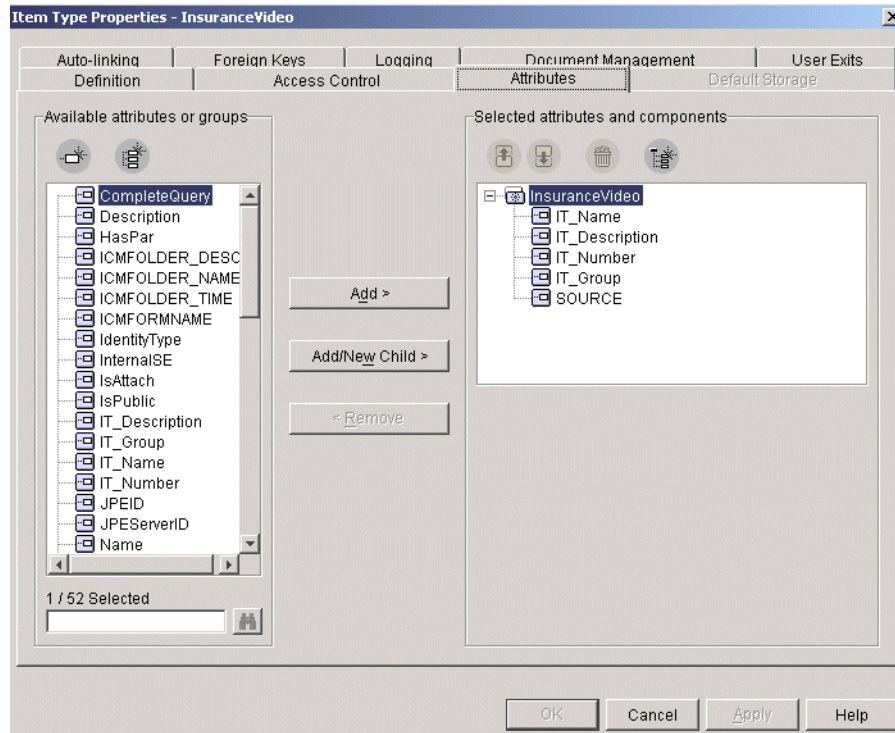 Item Type Properties - InsuranceVideo
Auto-linking Foreign Keys Logging Document Management User Exits
Definition Access Control Attributes Default Storage
Available attributes or groups
CompleteQuery
Description
HasPar
ICMFOLDER_DESC
ICMFOLDER_NAME
ICMFOLDER_TIME
ICMFORMNAME
IdentityType
InternalSE
IsAttach
IsPublic
IT_Description
IT_Group
IT_Name
IT_Number
JPEID
JPEServerID
Name
1 / 52 Selected
Add >
Add/New Child >
< Remove
Selected attributes and components
InsuranceVideo
IT_Name
IT_Description
IT_Number
IT_Group
SOURCE
OK Cancel Apply Help